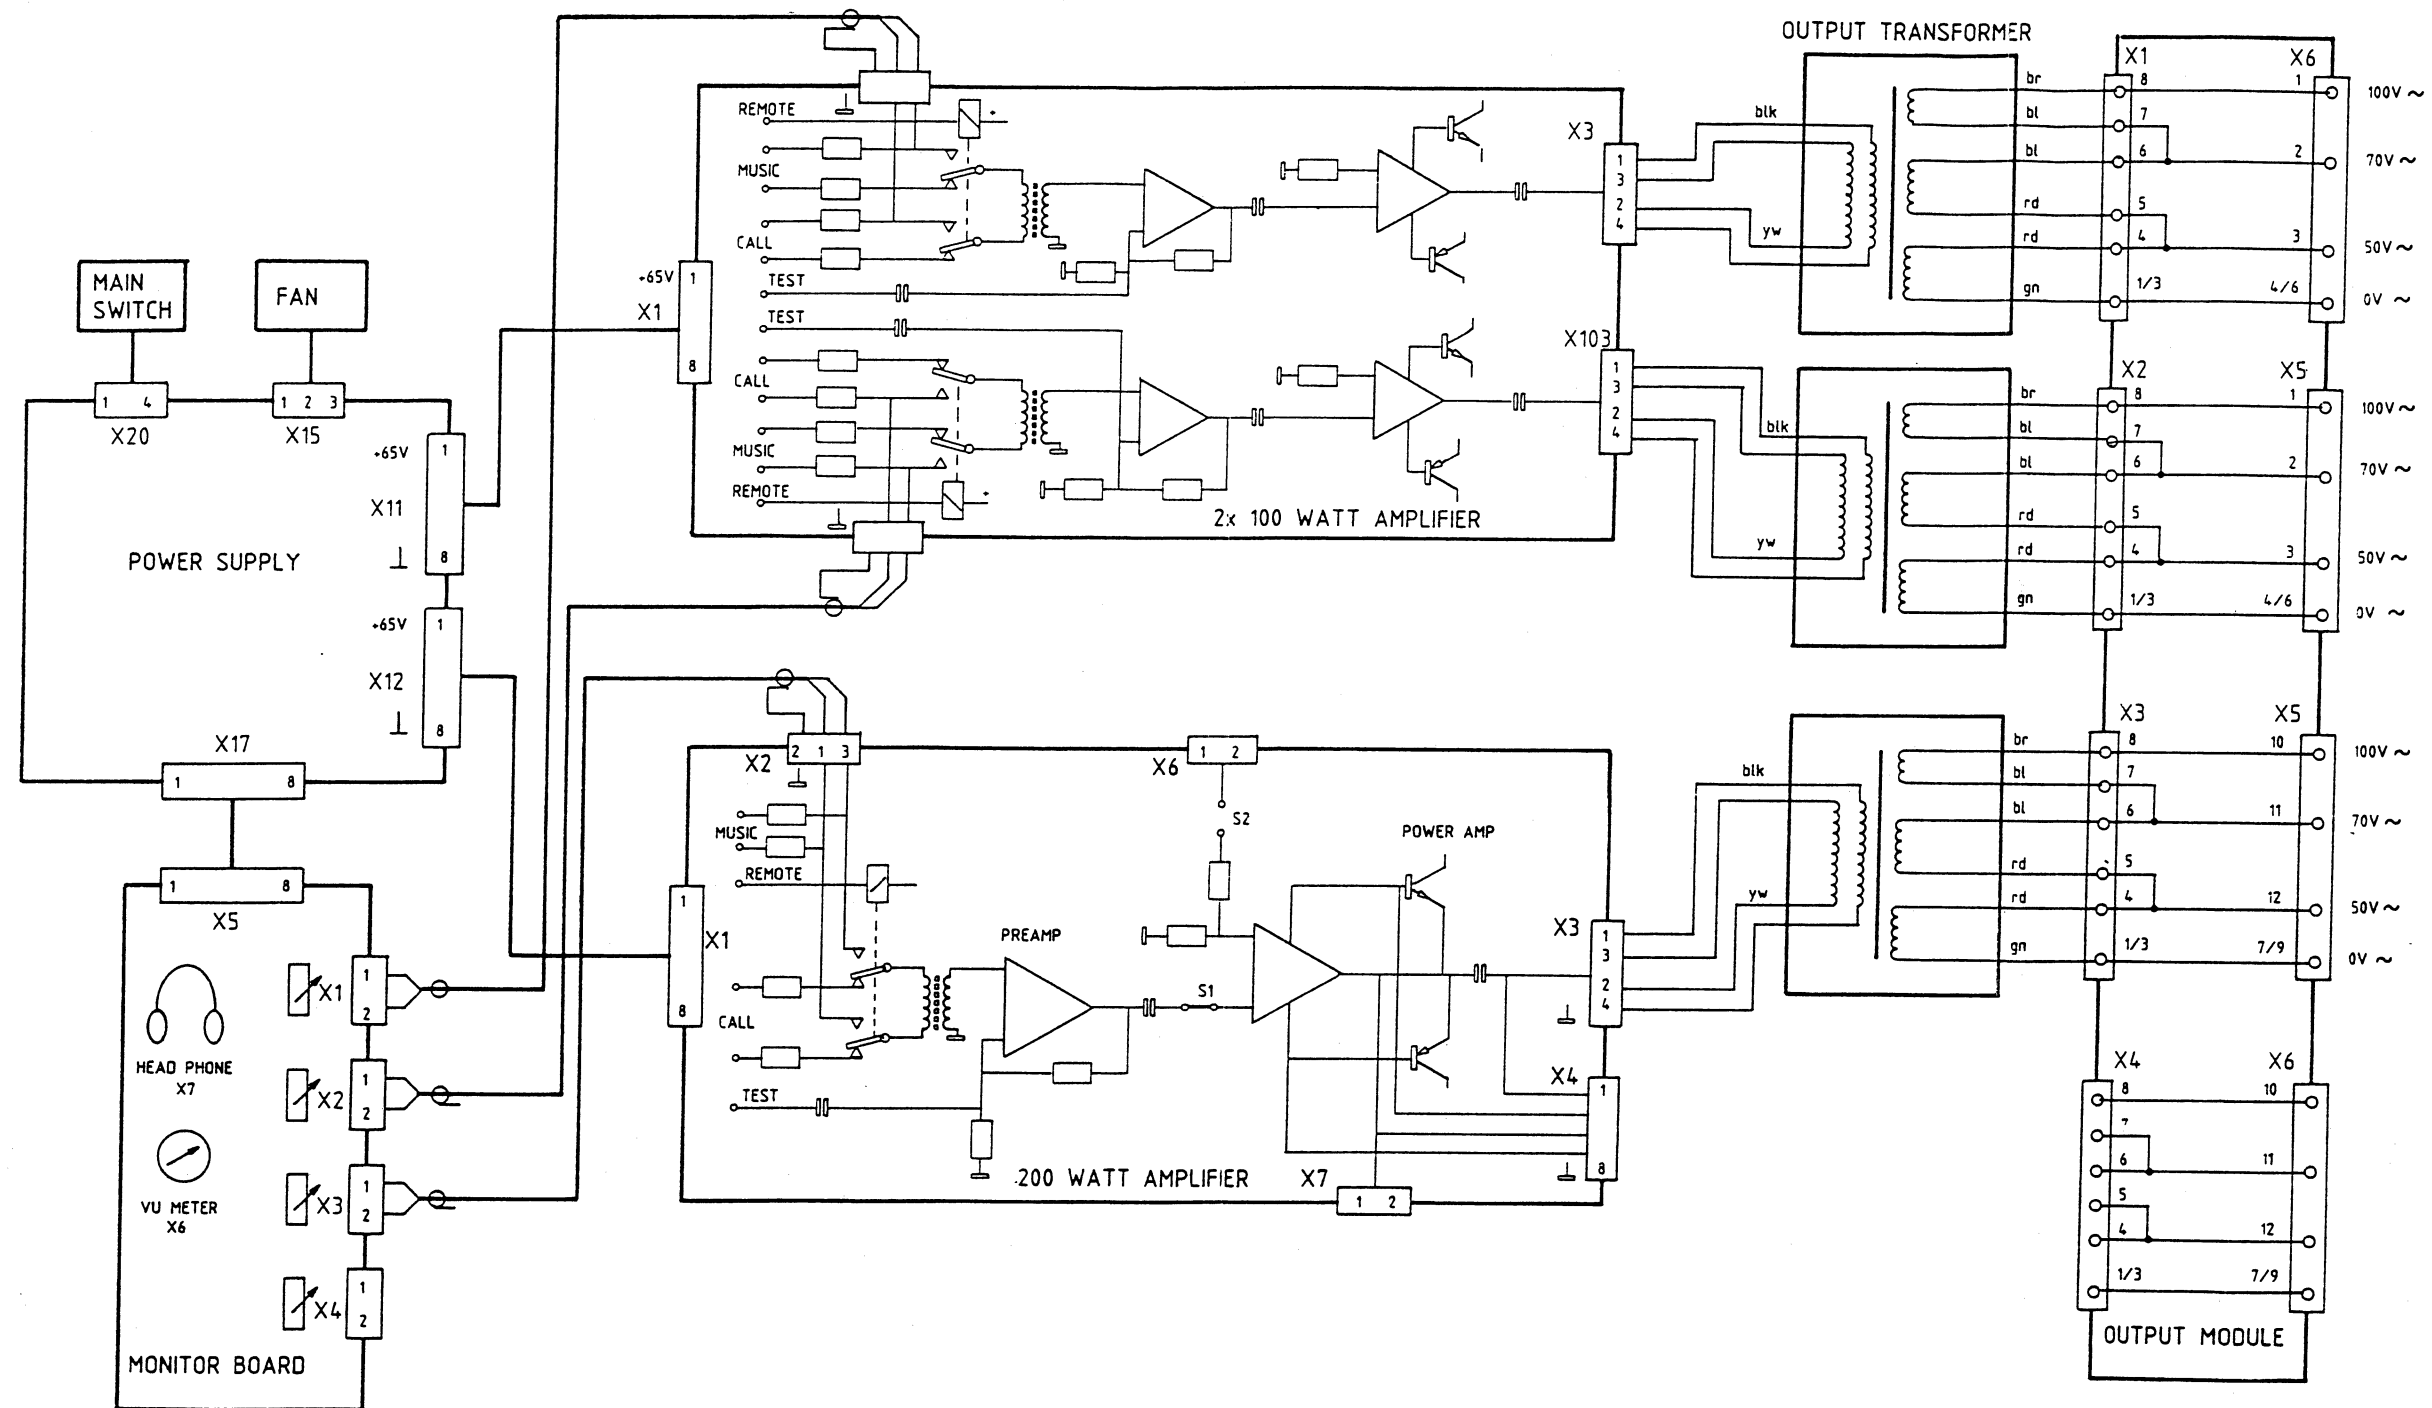 OUTPUT TRANSFORMER
MAIN
SWITCH
FAN
1 4
X20
1 2 3
X15
+65V
1
X11
8
⊥
POWER SUPPLY
+65V
1
X12
8
⊥
X17
1 8
1 8
X5
1
2
X1
HEAD PHONE
X7
1
2
X2
VU METER
X6
1
2
X3
1
2
X4
MONITOR BOARD
REMOTE
+
MUSIC
CALL
TEST
+65V
1
X1
8
TEST
CALL
MUSIC
REMOTE
+
2x 100 WATT AMPLIFIER
X3
1
3
2
4
X103
1
3
2
4
blk
yw
blk
yw
X2
2 1 3
X6
1 2
S2
MUSIC
REMOTE
1
X1
8
PREAMP
POWER AMP
CALL
S1
TEST
200 WATT AMPLIFIER
X7
1 2
X3
1
3
2
4
X4
1
8
blk
yw
X1
X6
br 8 1 100V~
bl 7
bl 6 2 70V~
rd 5
rd 4 3 50V~
gn 1/3 4/6 0V~
X2
X5
br 8 1 100V~
bl 7
bl 6 2 70V~
rd 5
rd 4 3 50V~
gn 1/3 4/6 0V~
X3
X5
br 8 10 100V~
bl 7
bl 6 11 70V~
rd 5
rd 4 12 50V~
gn 1/3 7/9 0V~
X4
X6
8 10
7
6 11
5
4 12
1/3 7/9
OUTPUT MODULE